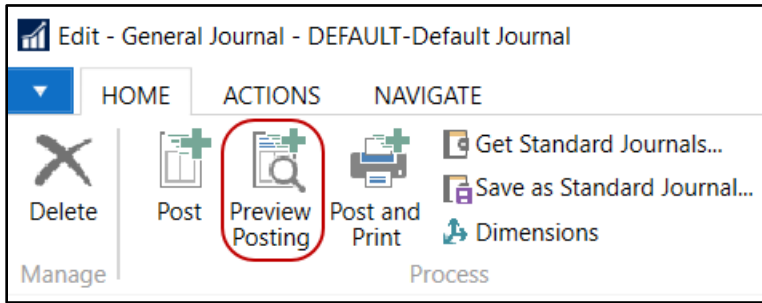 Edit - General Journal - DEFAULT-Default Journal
HOME ACTIONS NAVIGATE
Delete
Post
Preview
Posting
Post and
Print
Get Standard Journals...
Save as Standard Journal...
Dimensions
Manage
Process